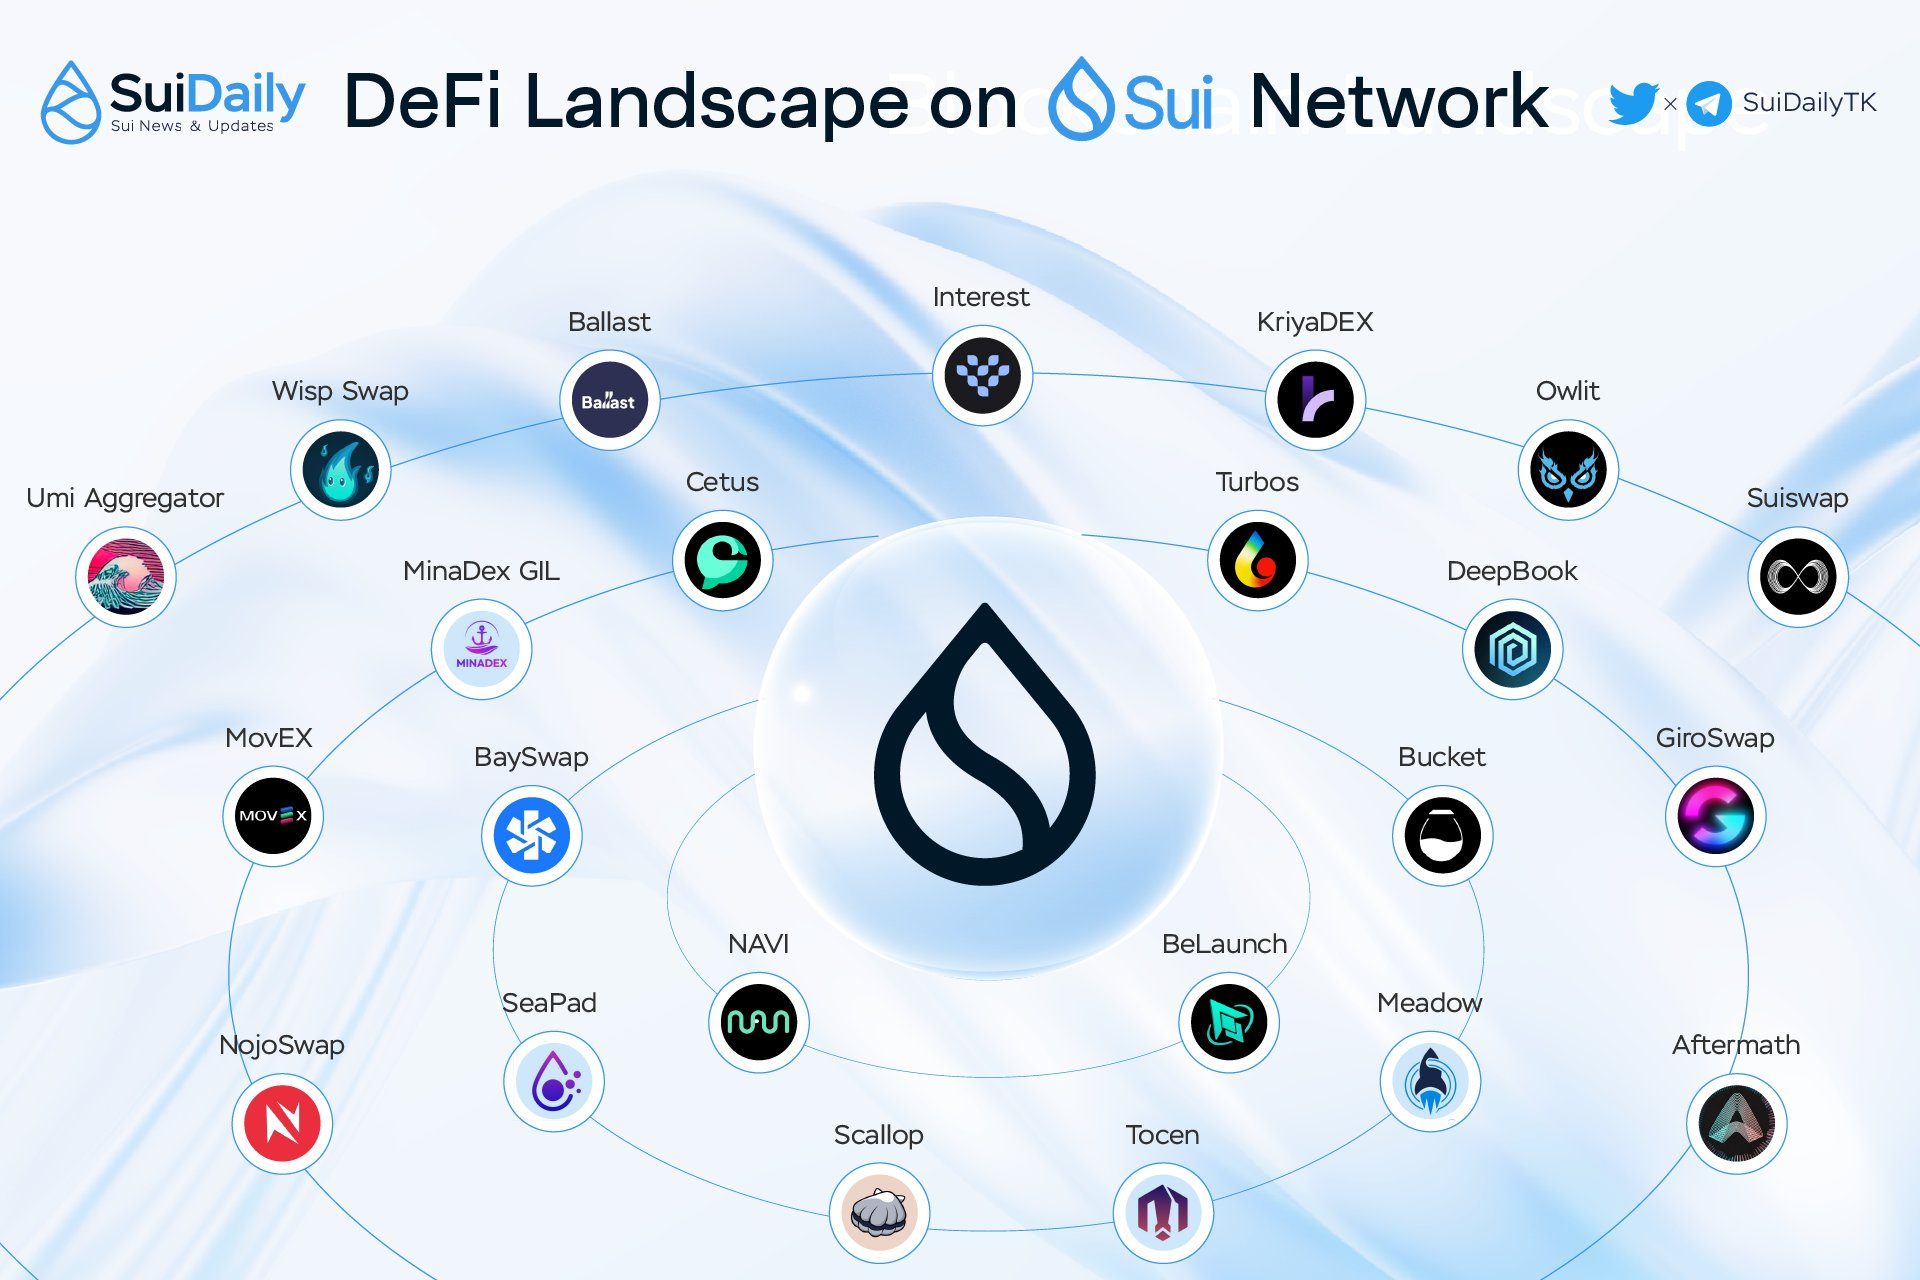 SuiDaily
Sui News & Updates
DeFi Landscape on Sui Network
SuiDailyTK
Interest
Ballast
Ballast
KriyaDEX
Wisp Swap
Owlit
Umi Aggregator
Suiswap
Cetus
Turbos
MinaDex GIL
MINADEX
DeepBook
MovEX
MOVEX
GiroSwap
BaySwap
Bucket
NAVI
BeLaunch
SeaPad
Meadow
NojoSwap
Aftermath
Scallop
Tocen